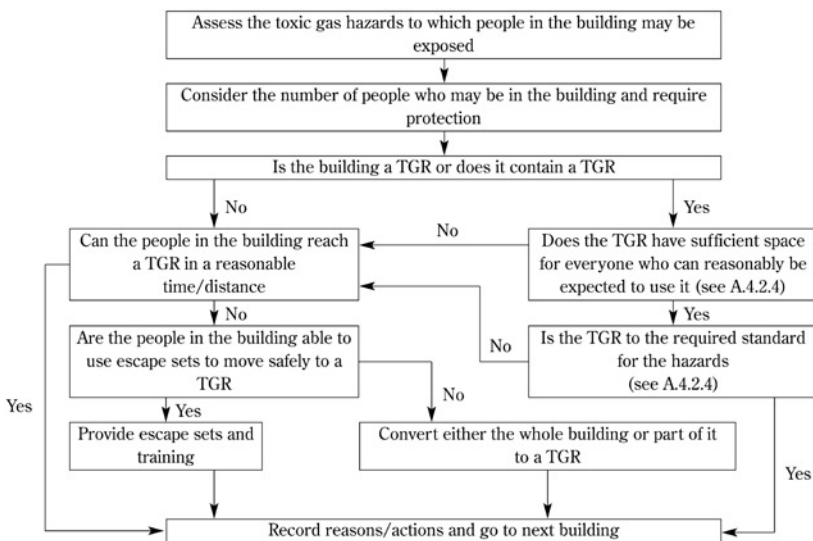 Assess the toxic gas hazards to which people in the building may be
exposed
Consider the number of people who may be in the building and require
protection
Is the building a TGR or does it contain a TGR
No
Yes
Can the people in the building reach
a TGR in a reasonable
time/distance
No
Does the TGR have sufficient space
for everyone who can reasonably be
expected to use it (see A.4.2.4)
No
Yes
Are the people in the building able to
use escape sets to move safely to a
TGR
No
Is the TGR to the required standard
for the hazards
(see A.4.2.4)
Yes
Yes
No
Provide escape sets and
training
Convert either the whole building or part of it
to a TGR
Yes
Record reasons/actions and go to next building